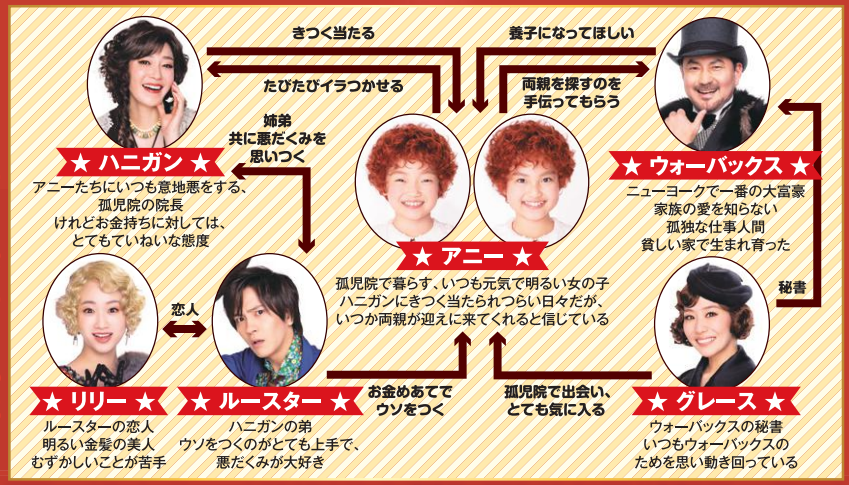 きつく当たる
養子になってほしい
たびたびイラつかせる
両親を探すのを
手伝ってもらう
姉弟
共に悪だくみを
思いつく
★ ハニガン ★
アニーたちにいつも意地悪をする、
孤児院の院長
けれどお金持ちに対しては、
とてもていねいな態度
★ アニー ★
孤児院で暮らす、いつも元気で明るい女の子
ハニガンにきつく当たられつらい日々だが、
いつか両親が迎えに来てくれると信じている
★ ウォーバックス ★
ニューヨークで一番の大富豪
家族の愛を知らない
孤独な仕事人間
貧しい家で生まれ育った
秘書
恋人
お金めあてで
ウソをつく
孤児院で出会い、
とても気に入る
★ リリー ★
ルースターの恋人
明るい金髪の美人
むずかしいことが苦手
★ ルースター ★
ハニガンの弟
ウソをつくのがとても上手で、
悪だくみが大好き
★ グレース ★
ウォーバックスの秘書
いつもウォーバックスの
ためを思い動き回っている